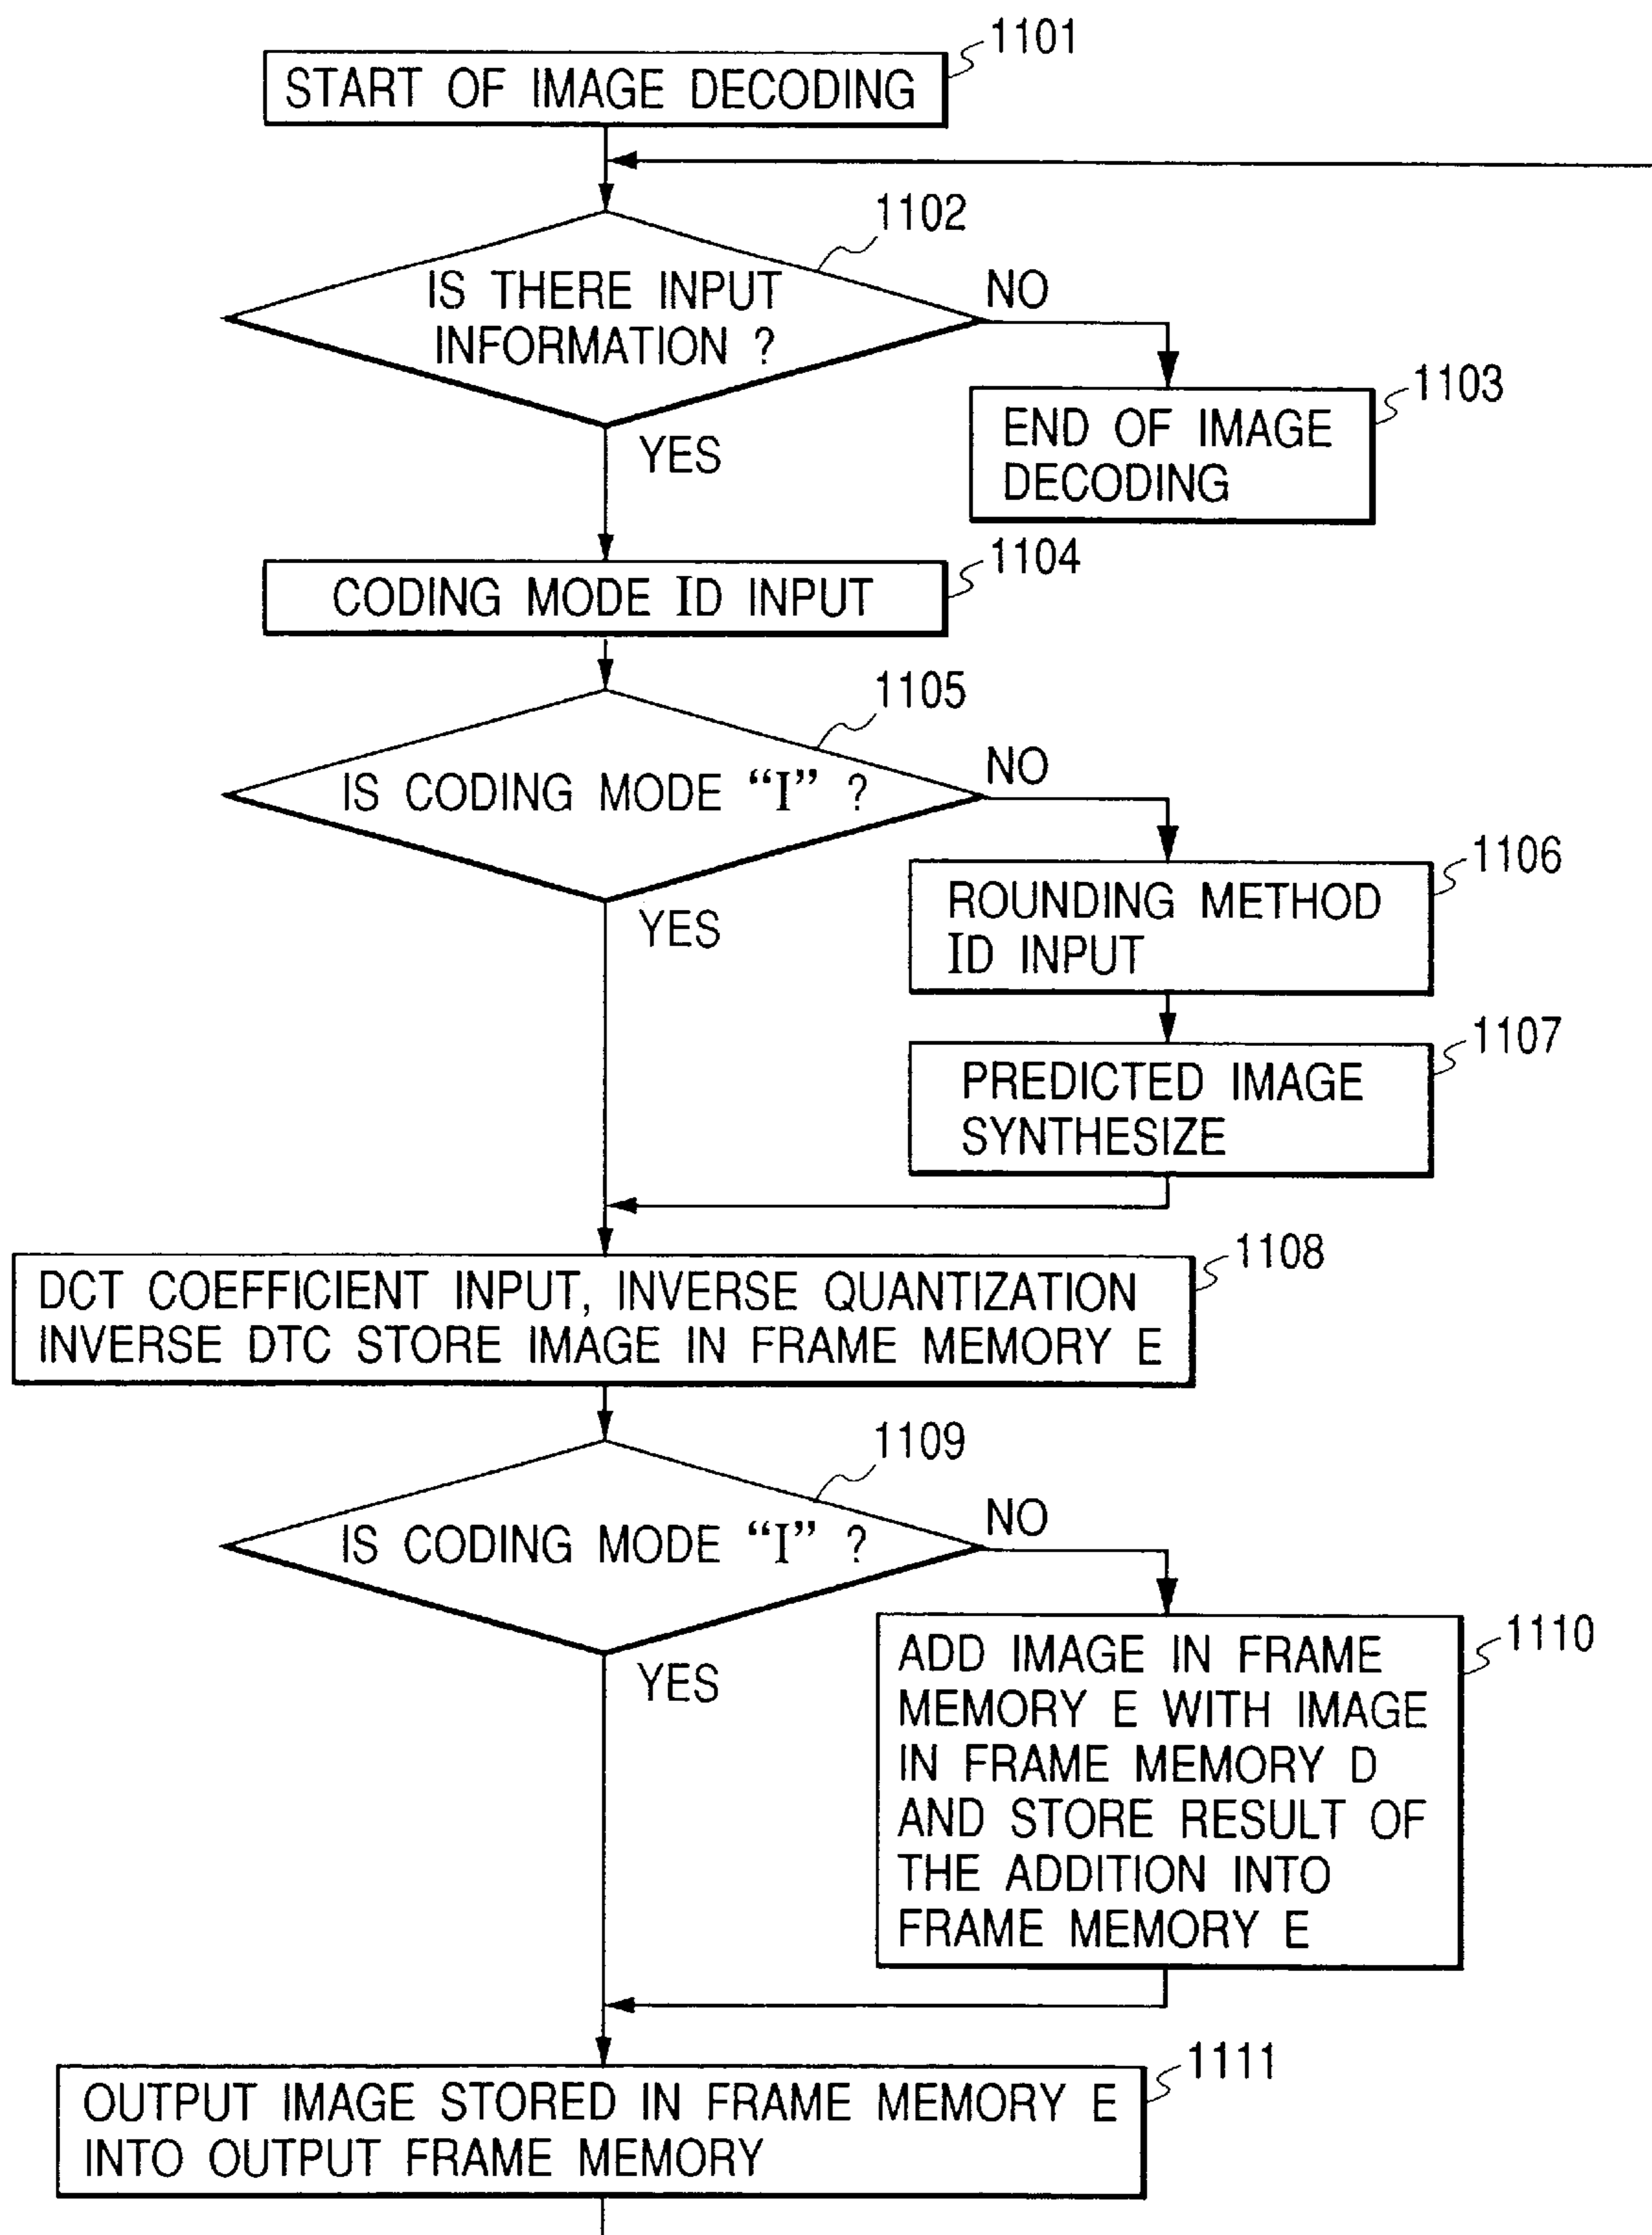 1101
START OF IMAGE DECODING
1102
IS THERE INPUT
INFORMATION ?
NO
YES
1103
END OF IMAGE
DECODING
1104
CODING MODE ID INPUT
1105
IS CODING MODE “I” ?
NO
YES
1106
ROUNDING METHOD
ID INPUT
1107
PREDICTED IMAGE
SYNTHESIZE
1108
DCT COEFFICIENT INPUT, INVERSE QUANTIZATION
INVERSE DTC STORE IMAGE IN FRAME MEMORY E
1109
IS CODING MODE “I” ?
NO
YES
1110
ADD IMAGE IN FRAME
MEMORY E WITH IMAGE
IN FRAME MEMORY D
AND STORE RESULT OF
THE ADDITION INTO
FRAME MEMORY E
1111
OUTPUT IMAGE STORED IN FRAME MEMORY E
INTO OUTPUT FRAME MEMORY